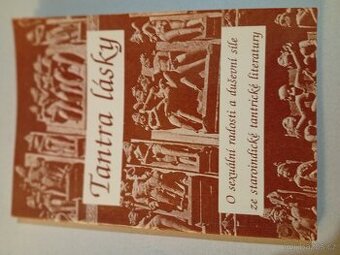 Tantra lásky
O sexuální radosti a duševní síle
ze staroindické tantrické literatury